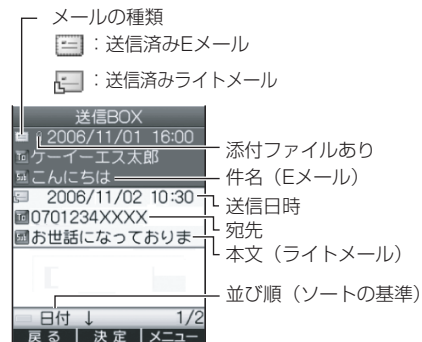 メールの種類
：送信済みEメール
：送信済みライトメール
送信BOX
2006/11/01 16:00
ケーイーエス太郎
こんにちは
2006/11/02 10:30
0701234XXXX
お世話になっておりま
日付 ↓ 1/2
戻る 決定 メニュー
添付ファイルあり
件名（Eメール）
送信日時
宛先
本文（ライトメール）
並び順（ソートの基準）